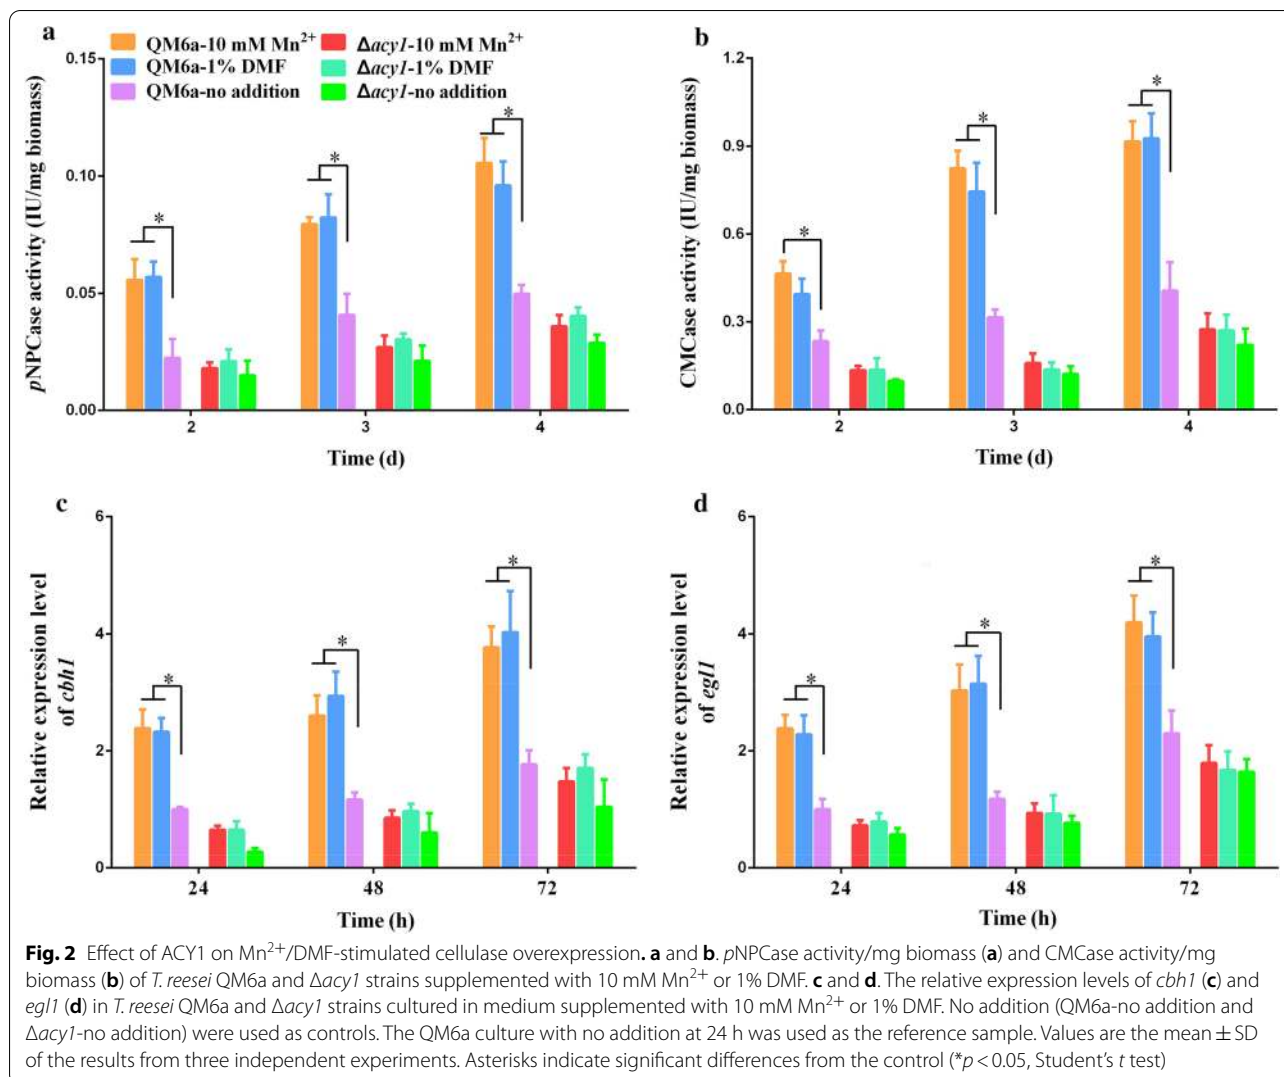 a
QM6a-10 mM Mn²⁺
Δacy1-10 mM Mn²⁺
QM6a-1% DMF
Δacy1-1% DMF
QM6a-no addition
Δacy1-no addition
pNPCase activity (IU/mg biomass)
0.15
0.10
0.05
0.00
*
*
*
2
3
4
Time (d)
b
CMCase activity (IU/mg biomass)
1.2
0.9
0.6
0.3
0.0
*
*
*
2
3
4
Time (d)
c
Relative expression level
of cbh1
6
4
2
0
*
*
*
24
48
72
Time (h)
d
Relative expression level
of egl1
6
4
2
0
*
*
*
24
48
72
Time (h)
Fig. 2 Effect of ACY1 on Mn²⁺/DMF-stimulated cellulase overexpression. a and b. pNPCase activity/mg biomass (a) and CMCase activity/mg
biomass (b) of T. reesei QM6a and Δacy1 strains supplemented with 10 mM Mn²⁺ or 1% DMF. c and d. The relative expression levels of cbh1 (c) and
egl1 (d) in T. reesei QM6a and Δacy1 strains cultured in medium supplemented with 10 mM Mn²⁺ or 1% DMF. No addition (QM6a-no addition and
Δacy1-no addition) were used as controls. The QM6a culture with no addition at 24 h was used as the reference sample. Values are the mean ± SD
of the results from three independent experiments. Asterisks indicate significant differences from the control (*p < 0.05, Student's t test)